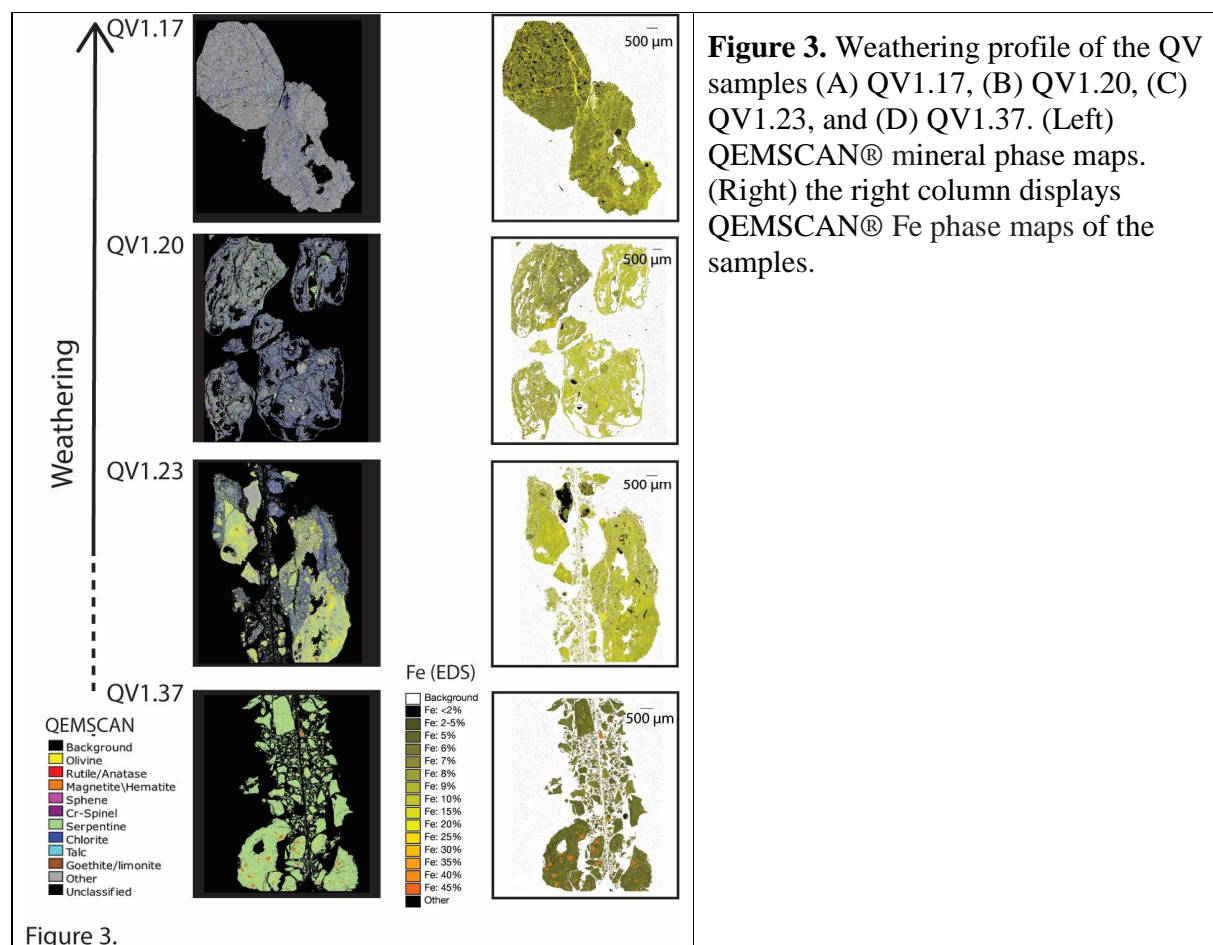 QV1.17
500 µm
QV1.20
500 µm
Weathering
QV1.23
500 µm
QV1.37
500 µm
QEMSCAN
Background
Olivine
Rutile/Anatase
Magnetite\Hematite
Sphene
Cr-Spinel
Serpentine
Chlorite
Talc
Goethite/limonite
Other
Unclassified
Fe (EDS)
Background
Fe: <2%
Fe: 2-5%
Fe: 5%
Fe: 6%
Fe: 7%
Fe: 8%
Fe: 9%
Fe: 10%
Fe: 15%
Fe: 20%
Fe: 25%
Fe: 30%
Fe: 35%
Fe: 40%
Fe: 45%
Other
Figure 3.
Figure 3. Weathering profile of the QV
samples (A) QV1.17, (B) QV1.20, (C)
QV1.23, and (D) QV1.37. (Left)
QEMSCAN® mineral phase maps.
(Right) the right column displays
QEMSCAN® Fe phase maps of the
samples.